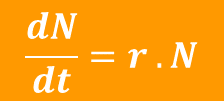 dN/dt = r . N